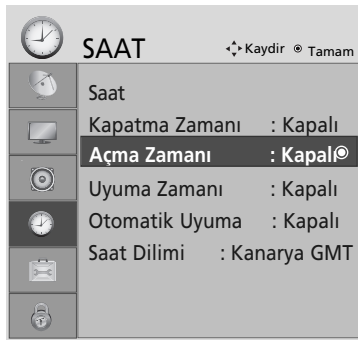 SAAT Kaydir Tamam
Saat
Kapatma Zamanı : Kapalı
Açma Zamanı : Kapalı
Uyuma Zamanı : Kapalı
Otomatik Uyuma : Kapalı
Saat Dilimi : Kanarya GMT